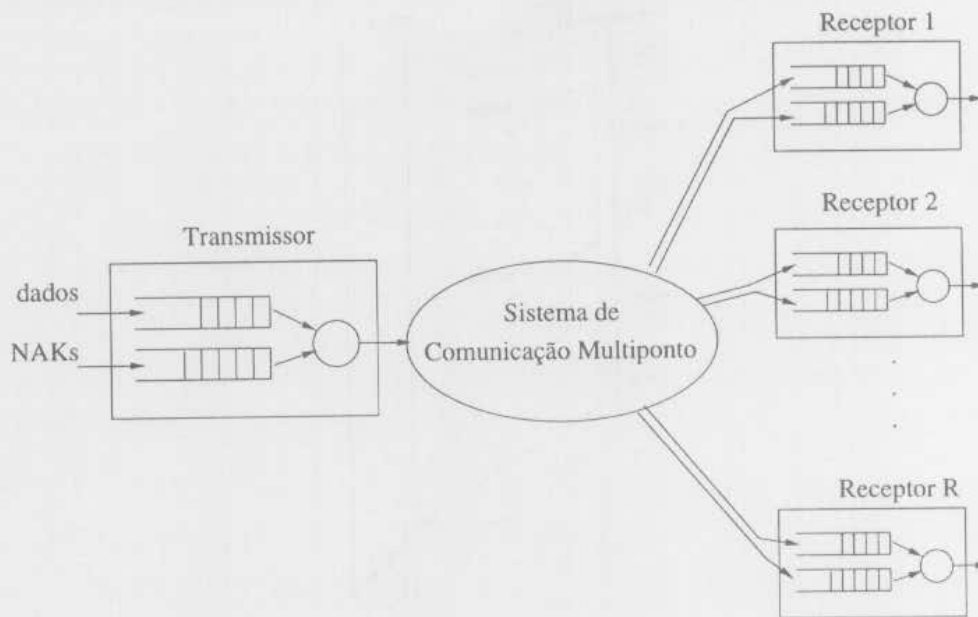 Receptor 1
Receptor 2
Transmissor
dados
NAKs
Sistema de
Comunicação Multiponto
Receptor R